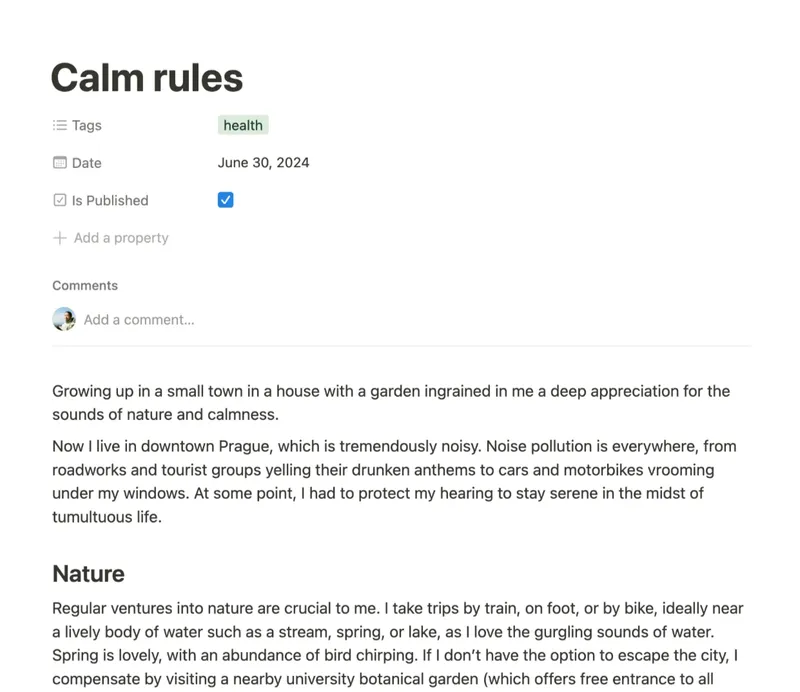 Calm rules
Tags health
Date June 30, 2024
Is Published
Add a property
Comments
Add a comment...
Growing up in a small town in a house with a garden ingrained in me a deep appreciation for the
sounds of nature and calmness.
Now I live in downtown Prague, which is tremendously noisy. Noise pollution is everywhere, from
roadworks and tourist groups yelling their drunken anthems to cars and motorbikes vrooming
under my windows. At some point, I had to protect my hearing to stay serene in the midst of
tumultuous life.
Nature
Regular ventures into nature are crucial to me. I take trips by train, on foot, or by bike, ideally near
a lively body of water such as a stream, spring, or lake, as I love the gurgling sounds of water.
Spring is lovely, with an abundance of bird chirping. If I don’t have the option to escape the city, I
compensate by visiting a nearby university botanical garden (which offers free entrance to all